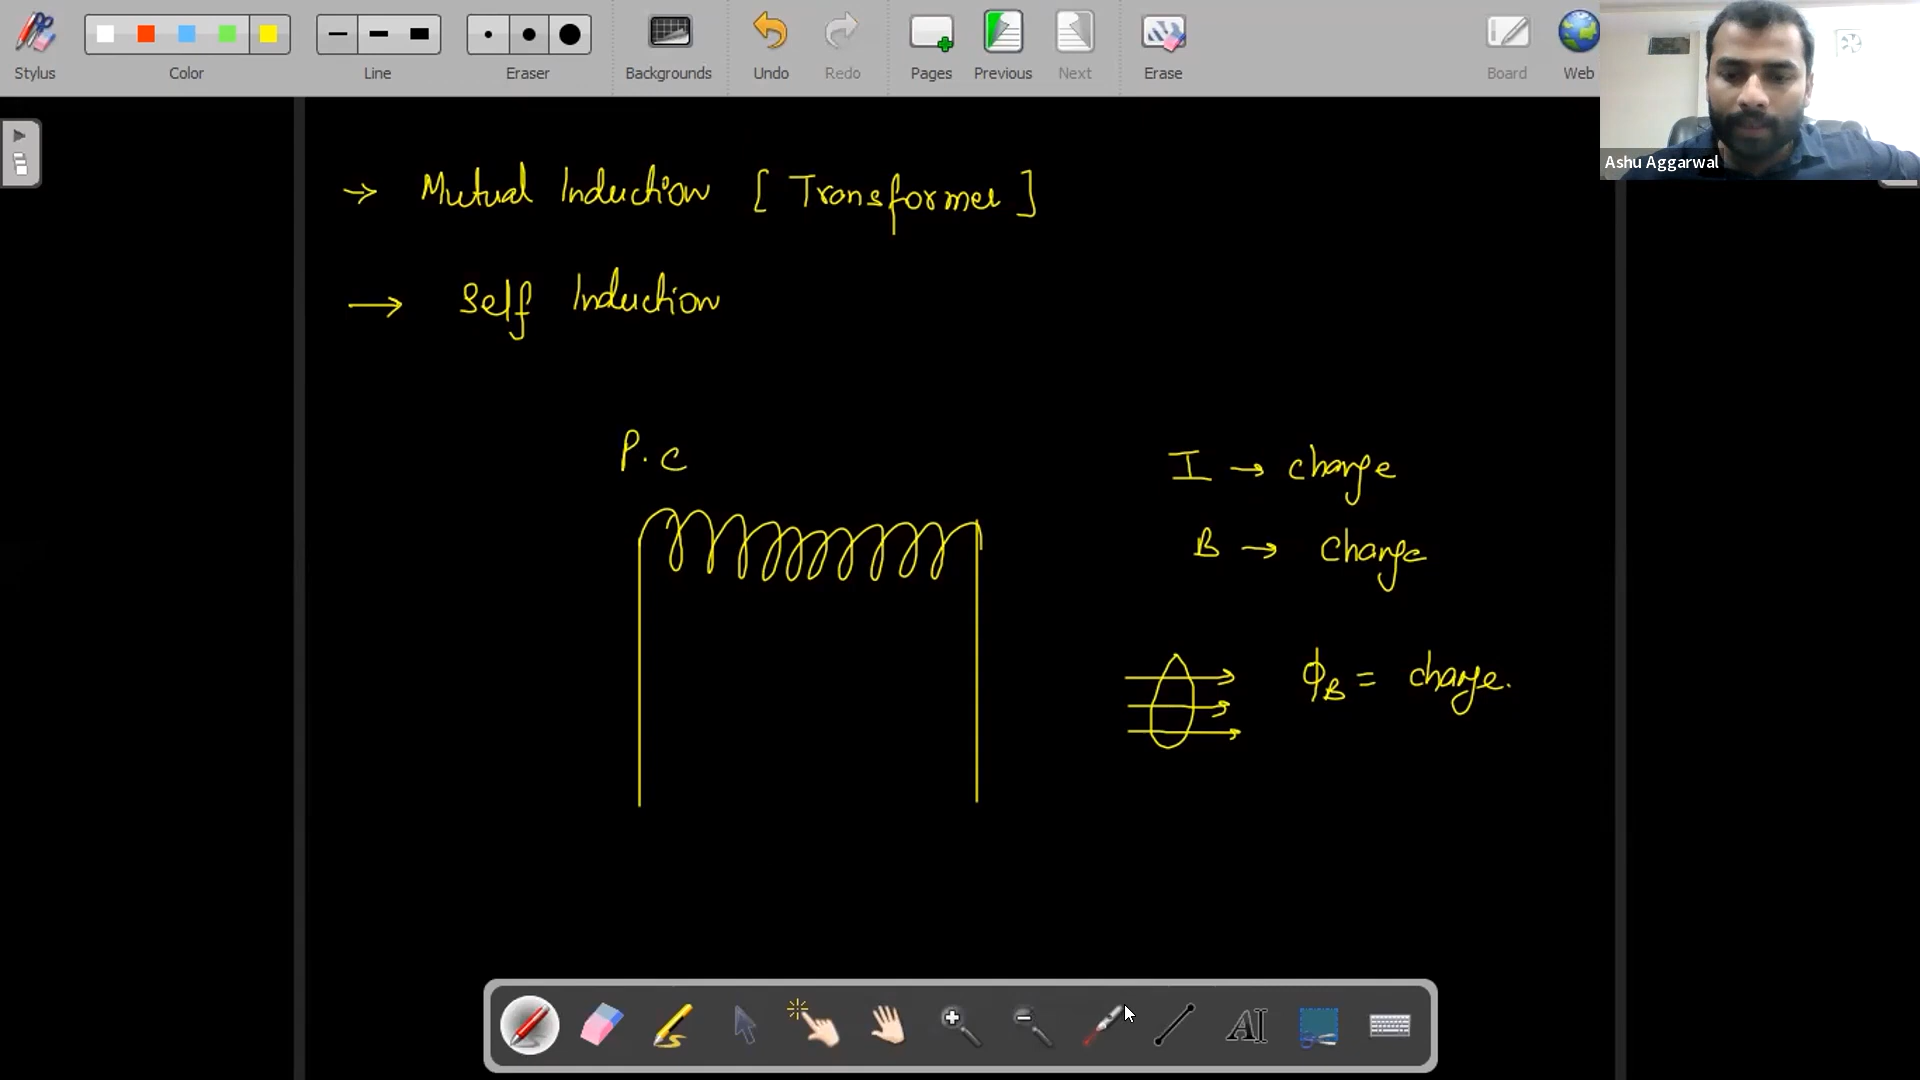 Stylus Color Line Eraser Backgrounds Undo Redo Pages Previous Next Erase Board Web
Ashu Aggarwal
→ Mutual Induction [Transformer]
→ Self Induction
P.C
I → change
B → change
ϕB = change.
AI